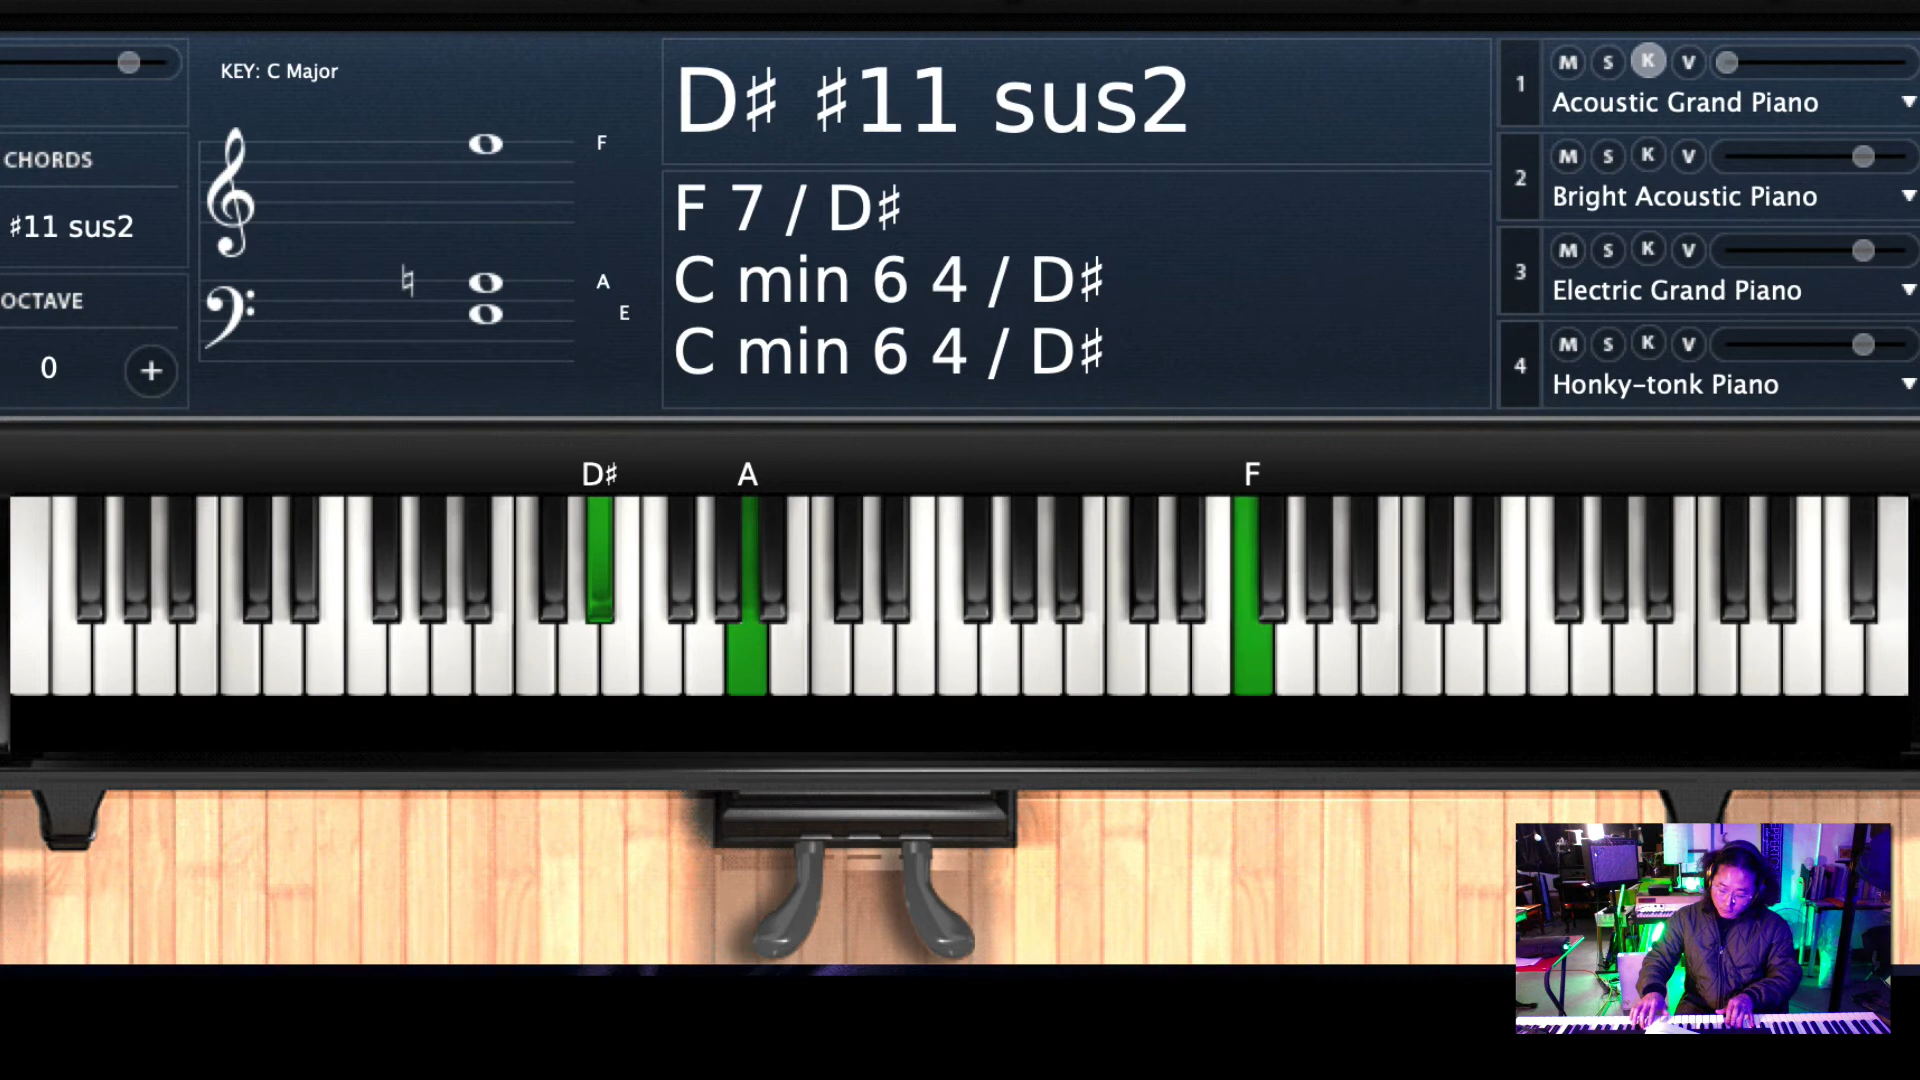 KEY: C Major
CHORDS
♯11 sus2
OCTAVE
0
+
F
A
E
D♯ ♯11 sus2
F 7 / D♯
C min 6 4 / D♯
C min 6 4 / D♯
1
M S K V
Acoustic Grand Piano
2
M S K V
Bright Acoustic Piano
3
M S K V
Electric Grand Piano
4
M S K V
Honky-tonk Piano
D♯ A F